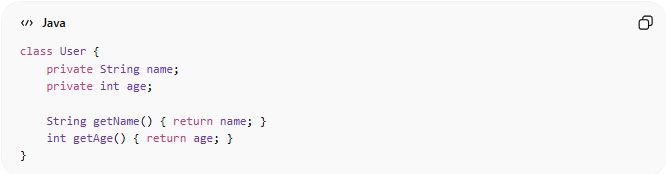 </> Java
class User {
    private String name;
    private int age;

    String getName() { return name; }
    int getAge() { return age; }
}